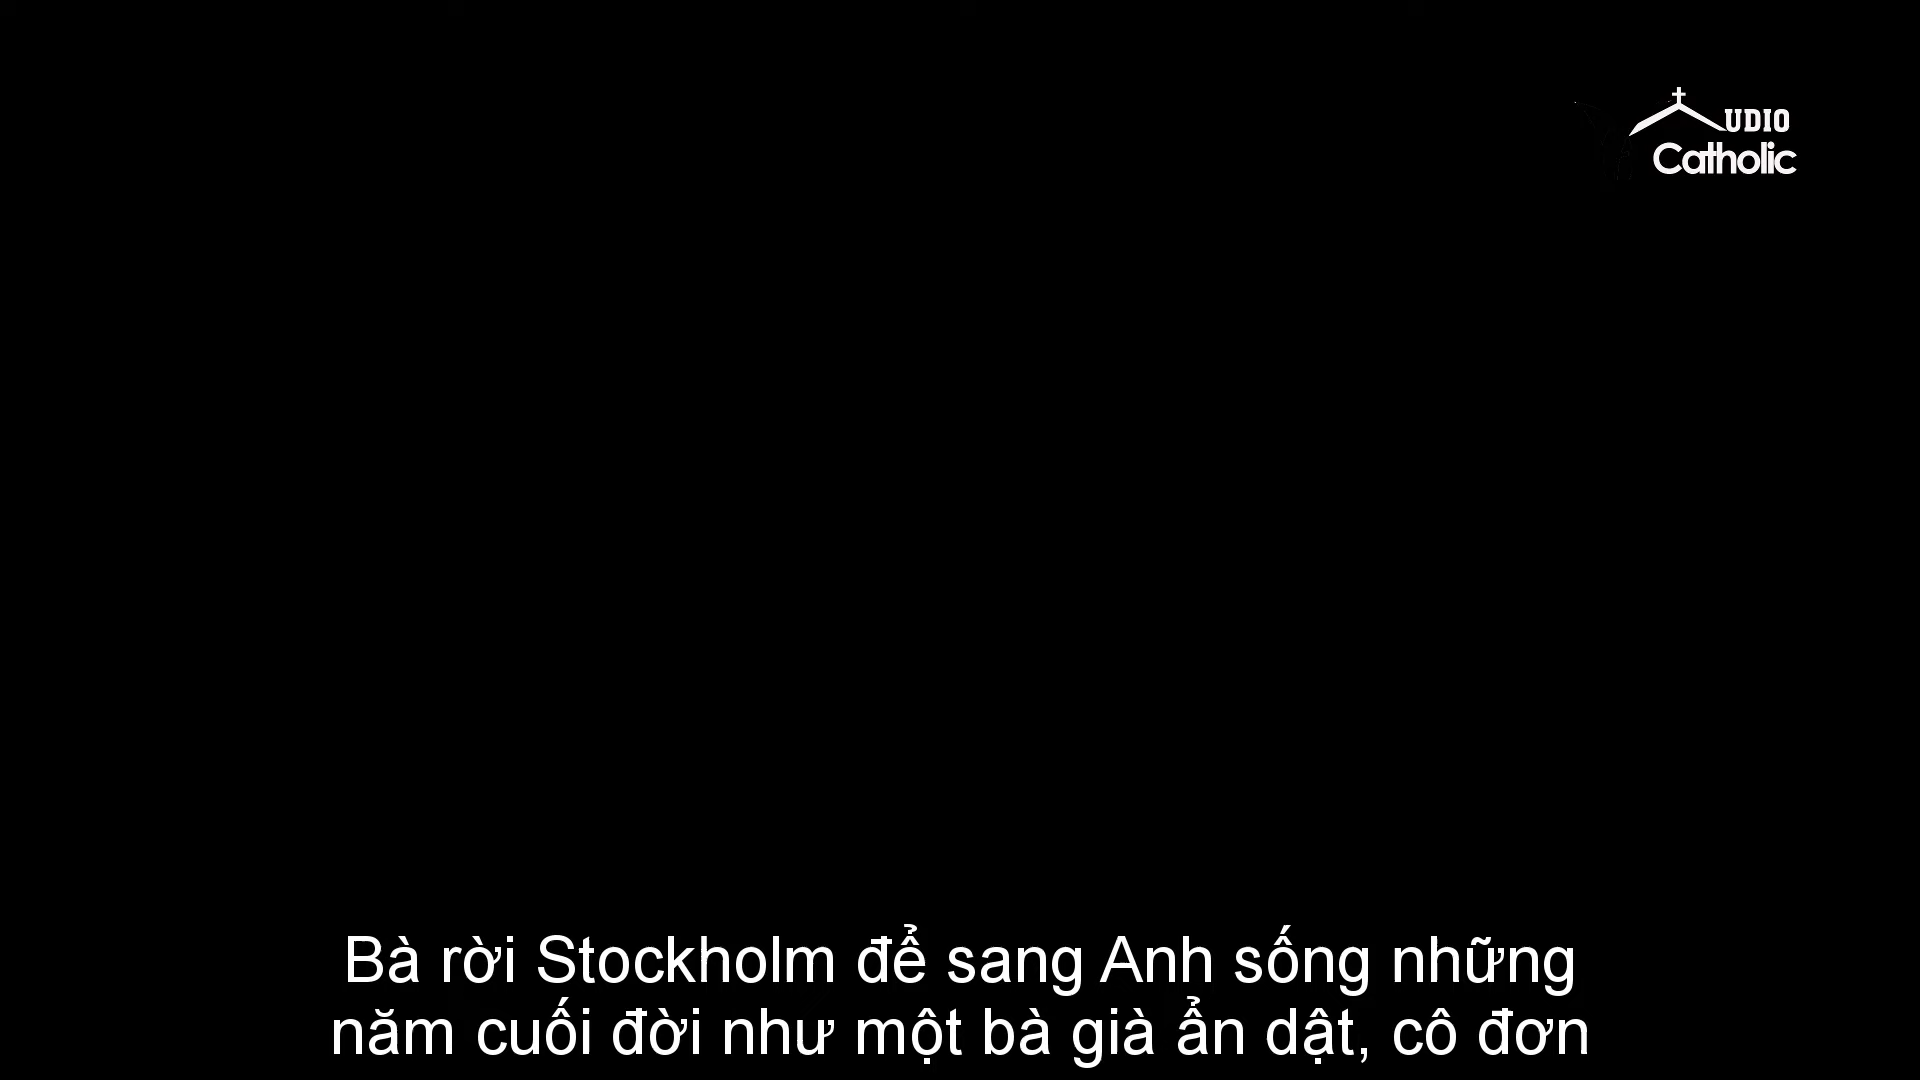 UDIO
Catholic
Bà rời Stockholm để sang Anh sống những
năm cuối đời như một bà già ẩn dật, cô đơn